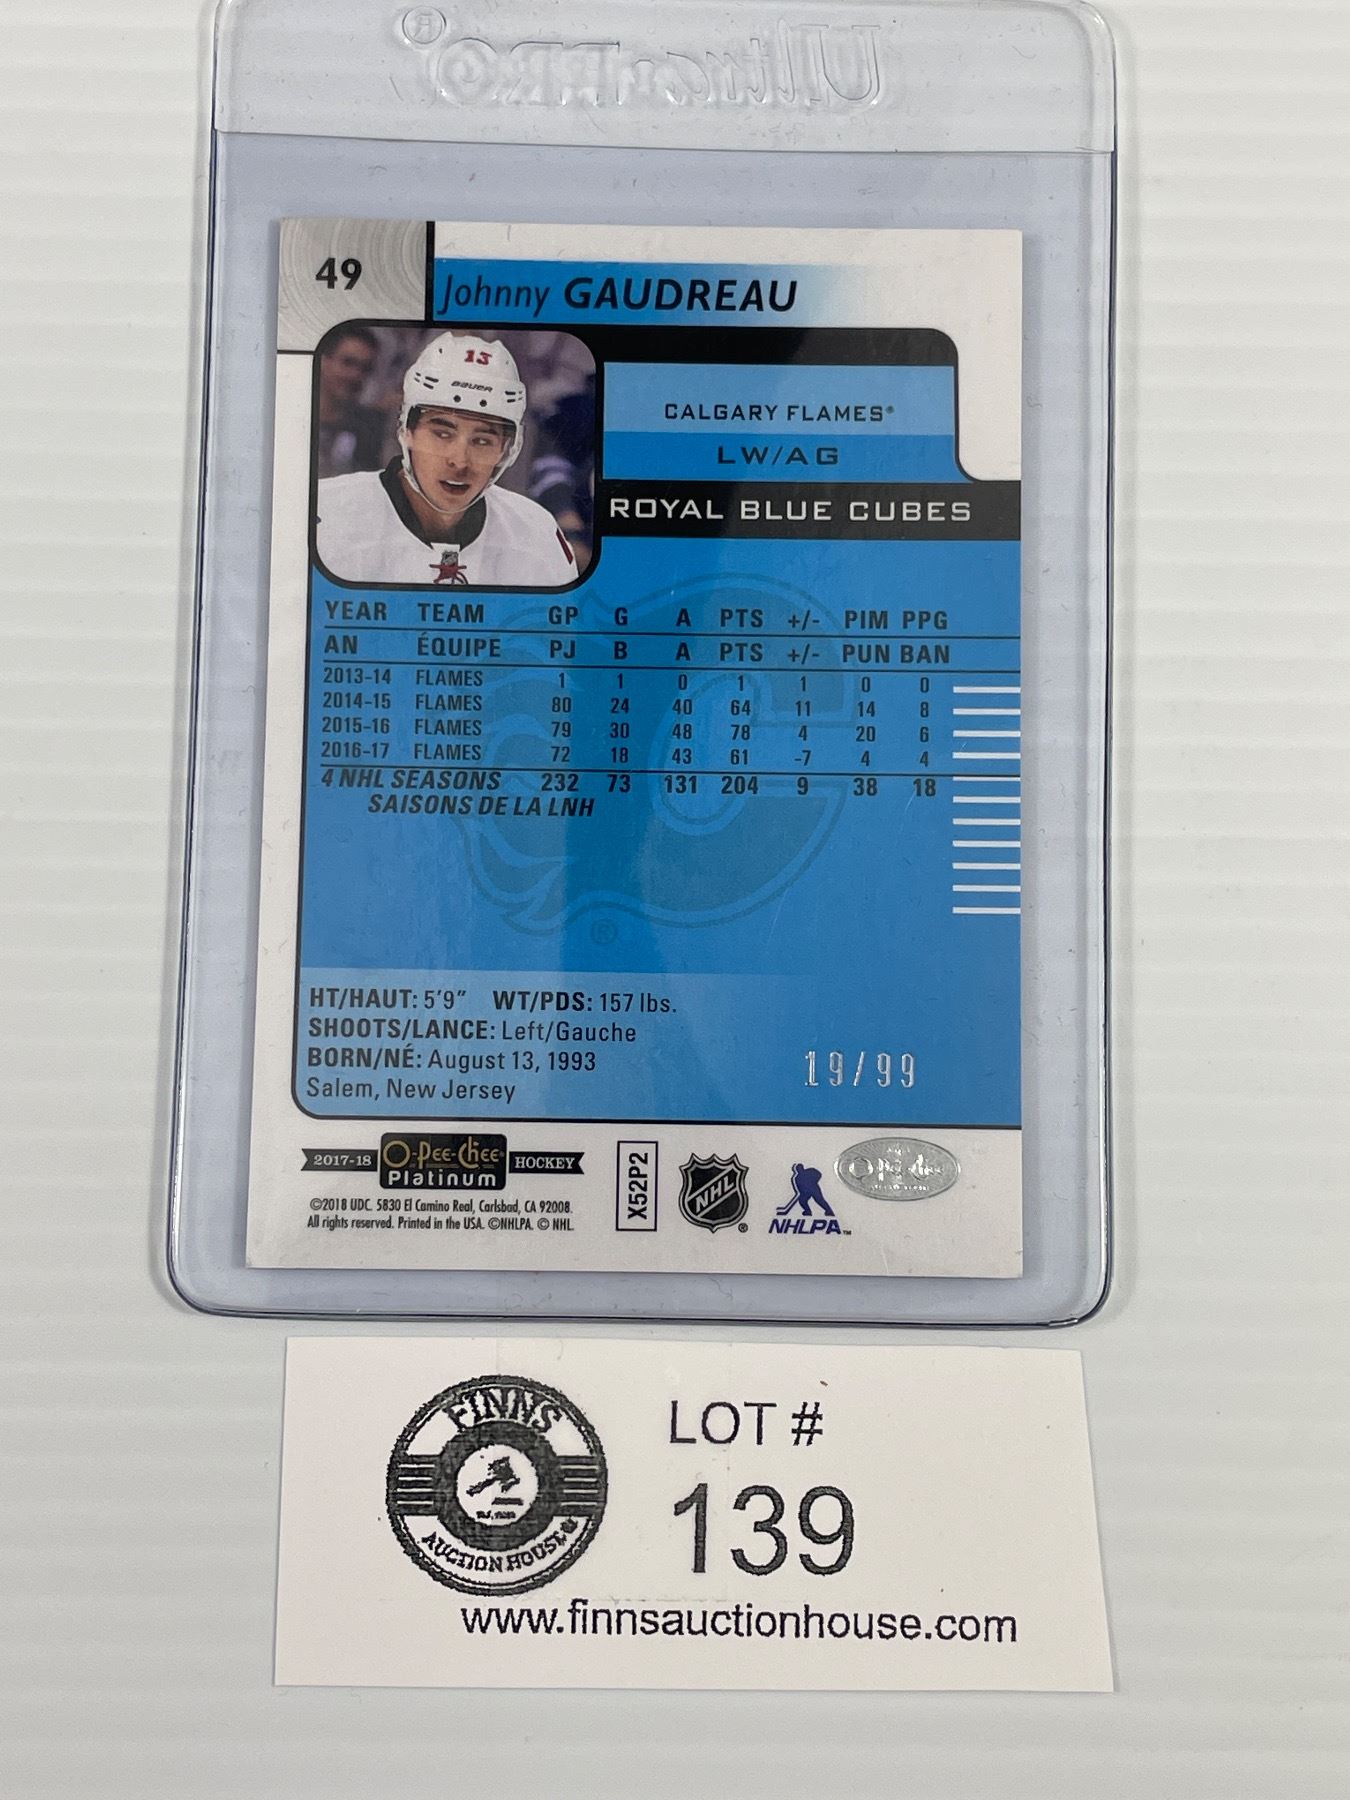 Ultra•PRO®
49
Johnny GAUDREAU
13
BAUER
CALGARY FLAMES®
LW/AG
ROYAL BLUE CUBES
YEAR TEAM GP G A PTS +/- PIM PPG
AN ÉQUIPE PJ B A PTS +/- PUN BAN
2013-14 FLAMES 1 1 0 1 1 0 0
2014-15 FLAMES 80 24 40 64 11 14 8
2015-16 FLAMES 79 30 48 78 4 20 6
2016-17 FLAMES 72 18 43 61 -7 4 4
4 NHL SEASONS 232 73 131 204 9 38 18
SAISONS DE LA LNH
®
HT/HAUT: 5'9" WT/PDS: 157 lbs.
SHOOTS/LANCE: Left/Gauche
BORN/NÉ: August 13, 1993
Salem, New Jersey
19/99
2017-18 O-Pee-Chee® Platinum HOCKEY
©2018 UDC. 5830 El Camino Real, Carlsbad, CA 92008.
All rights reserved. Printed in the USA. ©NHLPA. © NHL.
X52P2
NHL ®
NHLPA™
FINNS
AUCTION HOUSE
LOT #
139
www.finnsauctionhouse.com